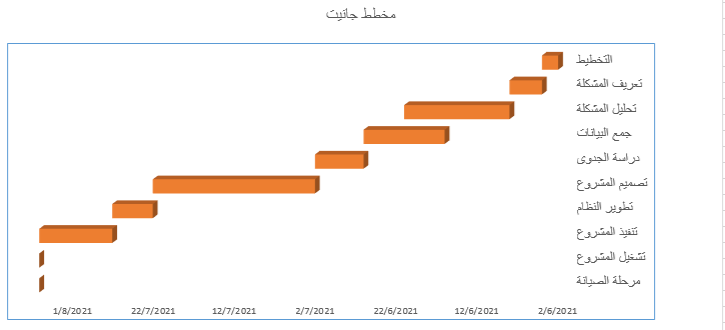 مخطط جانيت
التخطيط
تعريف المشكلة
تحليل المشكلة
جمع البيانات
دراسة الجدوى
تصميم المشروع
تطوير النظام
تنفيذ المشروع
تشغيل المشروع
مرحلة الصيانة
1/8/2021 22/7/2021 12/7/2021 2/7/2021 22/6/2021 12/6/2021 2/6/2021